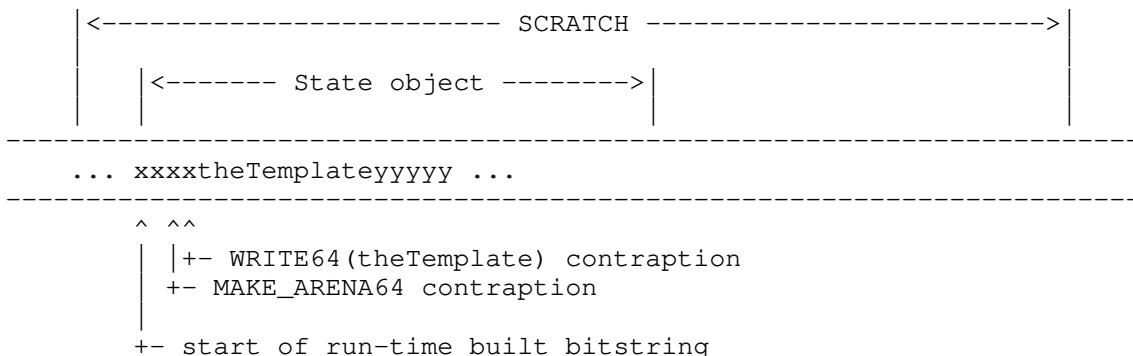 |<------------------------- SCRATCH ------------------------->|
|                                                             |
|   |<------- State object -------->|                         |
|   |                               |                         |
-----------------------------------------------------------------------
... xxxxtheTemplateyyyyy ...
-----------------------------------------------------------------------
^ ^^
| |+- WRITE64(theTemplate) contraption
| +- MAKE_ARENA64 contraption
|
+- start of run-time built bitstring